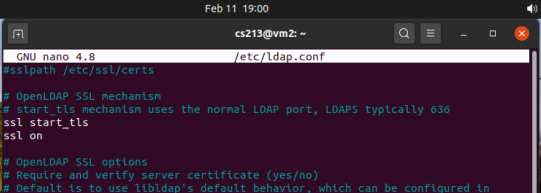 Feb 11 19:00
cs213@vm2: ~
GNU nano 4.8 /etc/ldap.conf
#sslpath /etc/ssl/certs
# OpenLDAP SSL mechanism
# start_tls mechanism uses the normal LDAP port, LDAPS typically 636
ssl start_tls
ssl on
# OpenLDAP SSL options
# Require and verify server certificate (yes/no)
# Default is to use libldap's default behavior, which can be configured in